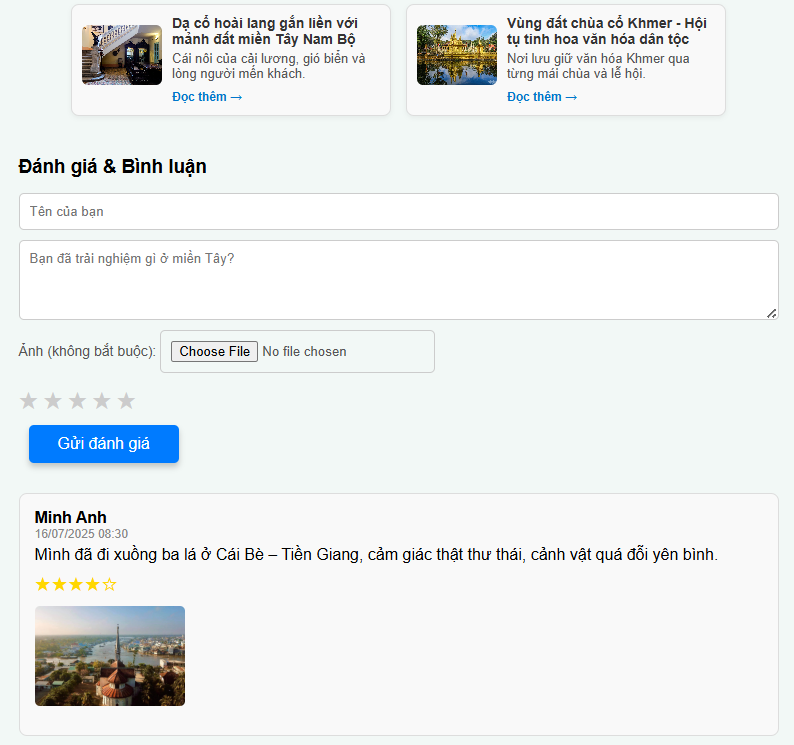 Dạ cổ hoài lang gắn liền với
mảnh đất miền Tây Nam Bộ
Cái nôi của cải lương, gió biển và
lòng người mến khách.
Đọc thêm →
Vùng đất chùa cổ Khmer - Hội
tụ tinh hoa văn hóa dân tộc
Nơi lưu giữ văn hóa Khmer qua
từng mái chùa và lễ hội.
Đọc thêm →
Đánh giá & Bình luận
Tên của bạn
Bạn đã trải nghiệm gì ở miền Tây?
Ảnh (không bắt buộc): Choose File No file chosen
★ ★ ★ ★ ★
Gửi đánh giá
Minh Anh
16/07/2025 08:30
Mình đã đi xuồng ba lá ở Cái Bè – Tiền Giang, cảm giác thật thư thái, cảnh vật quá đỗi yên bình.
★★★★☆